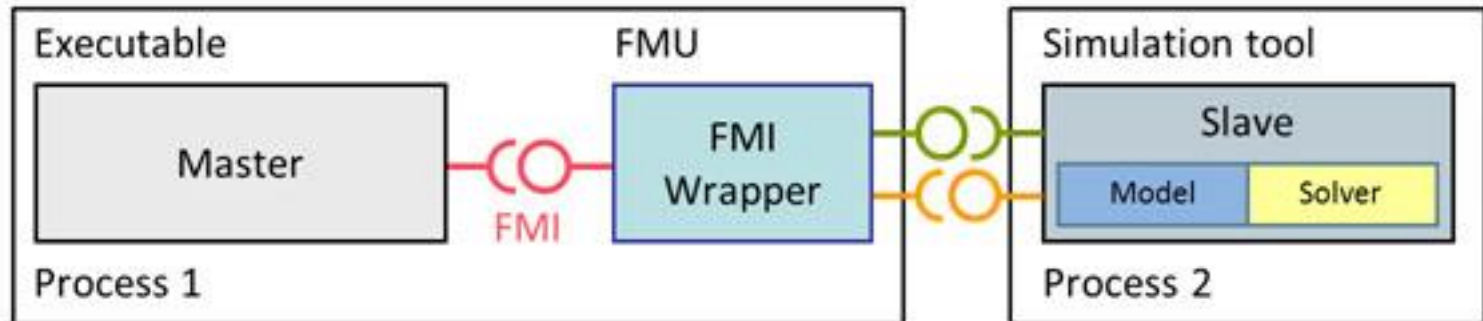 Executable
FMU
Simulation tool
Master
FMI
FMI
Wrapper
Slave
Model
Solver
Process 1
Process 2